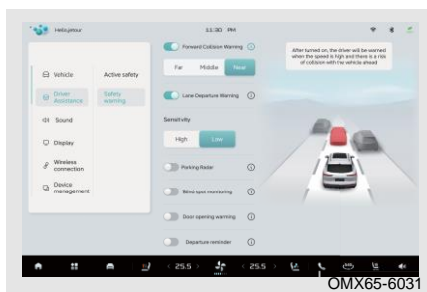 Hello,jetour
11:30 PM
Vehicle
Driver Assistance
Sound
Display
Wireless connection
Device management
Active safety
Safety warning
Forward Collision Warning
Far Middle Near
Lane Departure Warning
Sensitivity
High Low
Parking Radar
Blind spot monitoring
Door opening warning
Departure reminder
After turned on, the driver will be warned
when the speed is high and there is a risk
of collision with the vehicle ahead
25.5
25.5
OMX65-6031